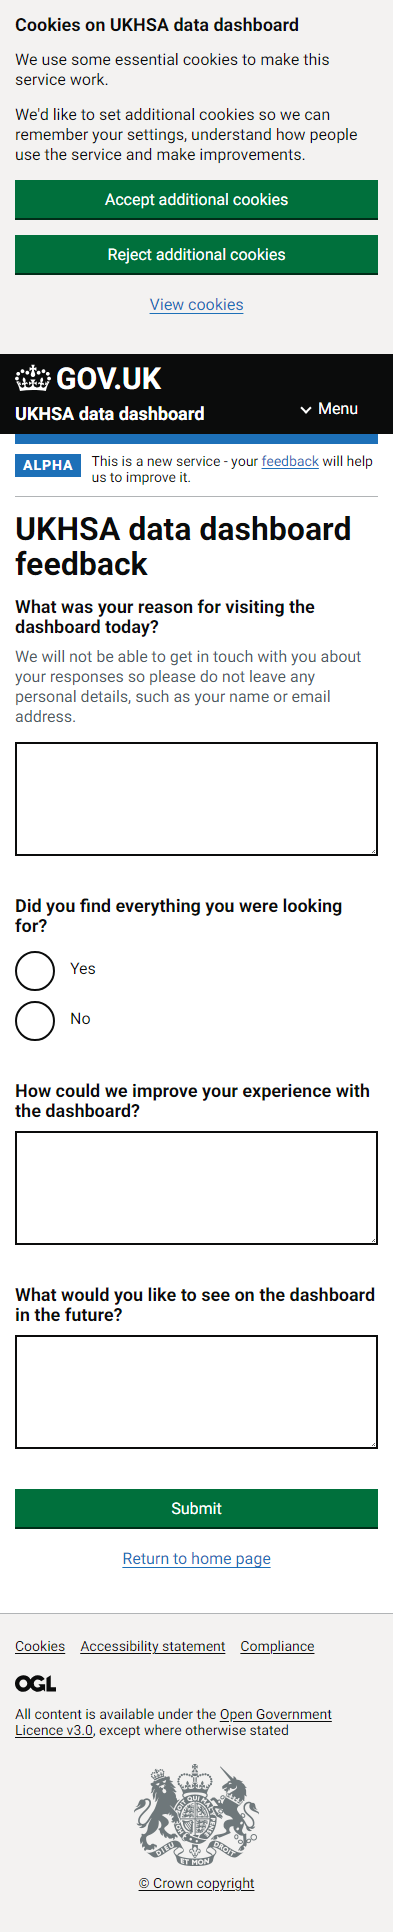 Cookies on UKHSA data dashboard
We use some essential cookies to make this
service work.
We'd like to set additional cookies so we can
remember your settings, understand how people
use the service and make improvements.
Accept additional cookies
Reject additional cookies
View cookies
GOV.UK
UKHSA data dashboard
Menu
ALPHA
This is a new service - your feedback will help
us to improve it.
UKHSA data dashboard
feedback
What was your reason for visiting the
dashboard today?
We will not be able to get in touch with you about
your responses so please do not leave any
personal details, such as your name or email
address.
Did you find everything you were looking
for?
Yes
No
How could we improve your experience with
the dashboard?
What would you like to see on the dashboard
in the future?
Submit
Return to home page
Cookies Accessibility statement Compliance
OGL
All content is available under the Open Government
Licence v3.0, except where otherwise stated
DIEU ET MON DROIT
© Crown copyright